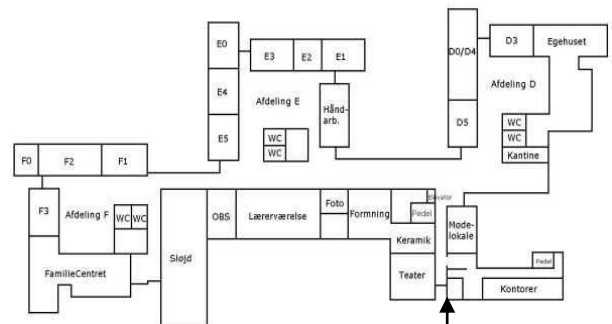 E0
E3
E2
E1
D0/D4
D3
Egehuset
Afdeling D
E4
Afdeling E
Hånd-
arb.
E5
WC
WC
D5
WC
WC
Kantine
F0
F2
F1
F3
Afdeling F
WC
WC
FamilieCentret
Sløjd
OBS
Lærerværelse
Foto
Formning
Elevator
Pedel
Keramik
Teater
Møde-
lokale
Pedel
Kontorer